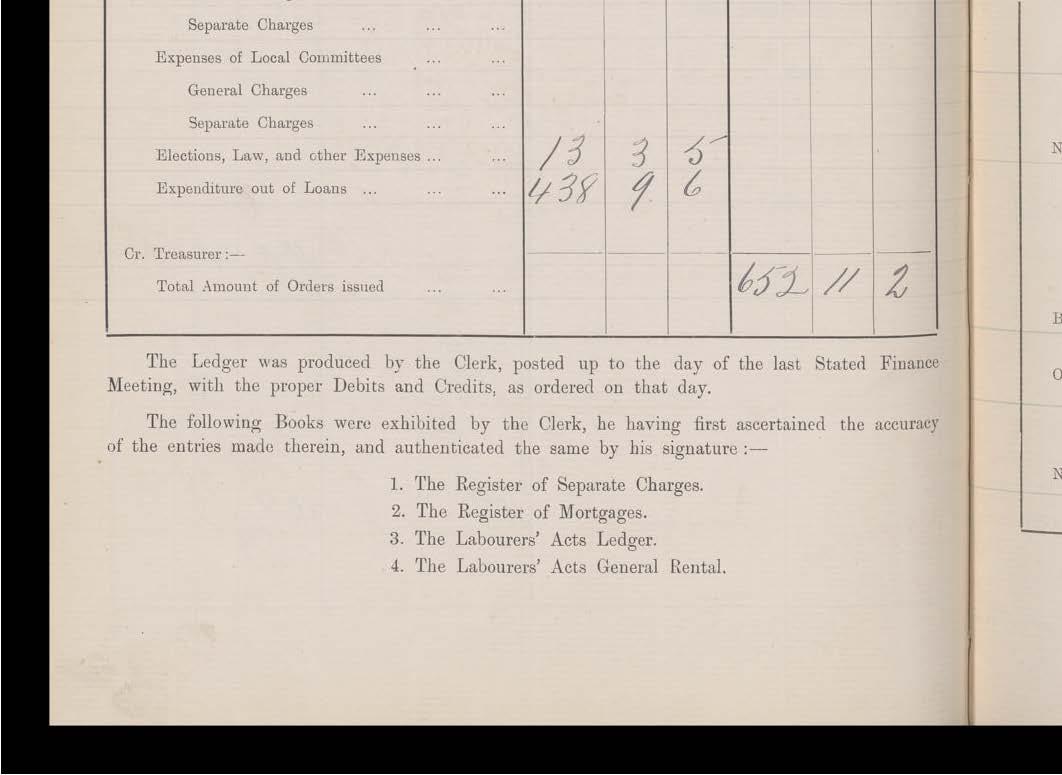 Separate Charges ... ... ...
Expenses of Local Committees ... ...
General Charges ... ... ...
Separate Charges ... ... ...
Elections, Law, and other Expenses ... ... 13 3 5
Expenditure out of Loans ... ... ... 438 9 6
Cr. Treasurer :—
Total Amount of Orders issued ... ... 652 11 2
The Ledger was produced by the Clerk, posted up to the day of the last Stated Finance
Meeting, with the proper Debits and Credits, as ordered on that day.
The following Books were exhibited by the Clerk, he having first ascertained the accuracy
of the entries made therein, and authenticated the same by his signature :—
1. The Register of Separate Charges.
2. The Register of Mortgages.
3. The Labourers' Acts Ledger.
4. The Labourers' Acts General Rental.
N
B
O
N